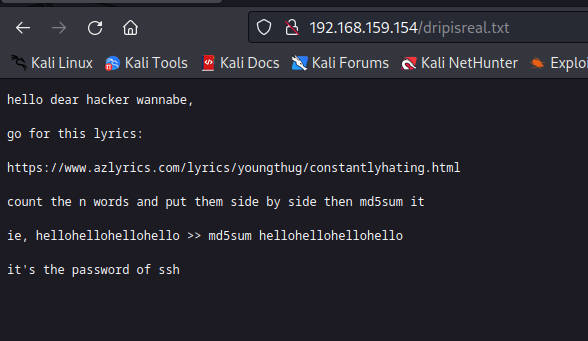 192.168.159.154/dripisreal.txt
Kali Linux Kali Tools Kali Docs Kali Forums Kali NetHunter Exploi
hello dear hacker wannabe,
go for this lyrics:
https://www.azlyrics.com/lyrics/youngthug/constantlyhating.html
count the n words and put them side by side then md5sum it
ie, hellohellohellohello >> md5sum hellohellohellohello
it's the password of ssh